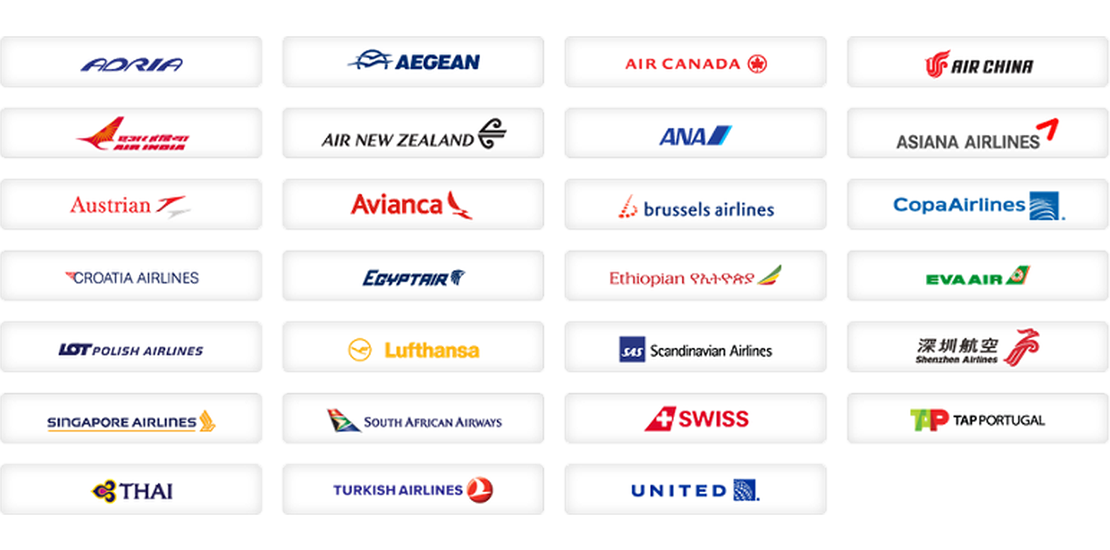 ADRIA
AEGEAN
AIR CANADA
AIR CHINA
एअर इंडिया
AIR INDIA
AIR NEW ZEALAND
ANA
ASIANA AIRLINES
Austrian
Avianca
brussels airlines
CopaAirlines
CROATIA AIRLINES
EGYPTAIR
Ethiopian የኢትዮጵያ
EVA AIR
LOT POLISH AIRLINES
Lufthansa
SAS Scandinavian Airlines
深圳航空
Shenzhen Airlines
SINGAPORE AIRLINES
SOUTH AFRICAN AIRWAYS
SWISS
TAP TAP PORTUGAL
THAI
TURKISH AIRLINES
UNITED